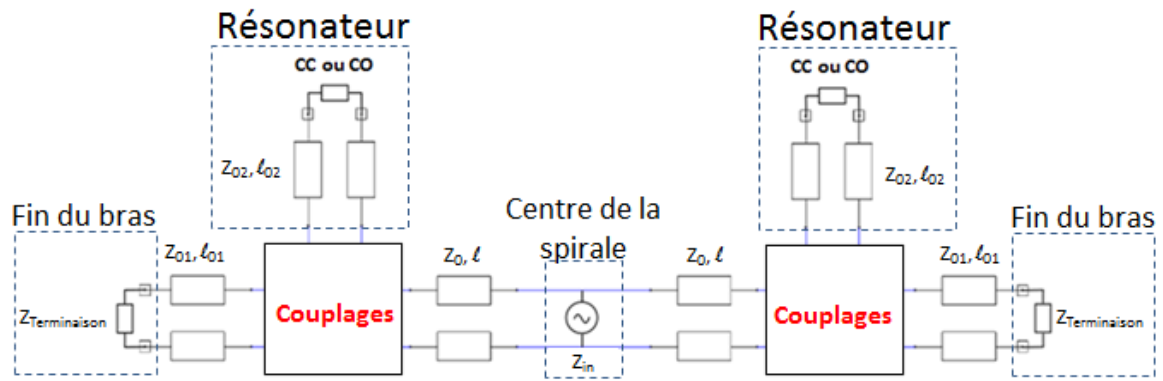 Résonateur
Résonateur
CC ou CO
CC ou CO
Z02, ℓ02
Z02, ℓ02
Fin du bras
Centre de la
spirale
Fin du bras
Z01, ℓ01
Z0, ℓ
Z0, ℓ
Z01, ℓ01
ZTerminaison
Couplages
Couplages
ZTerminaison
Zin